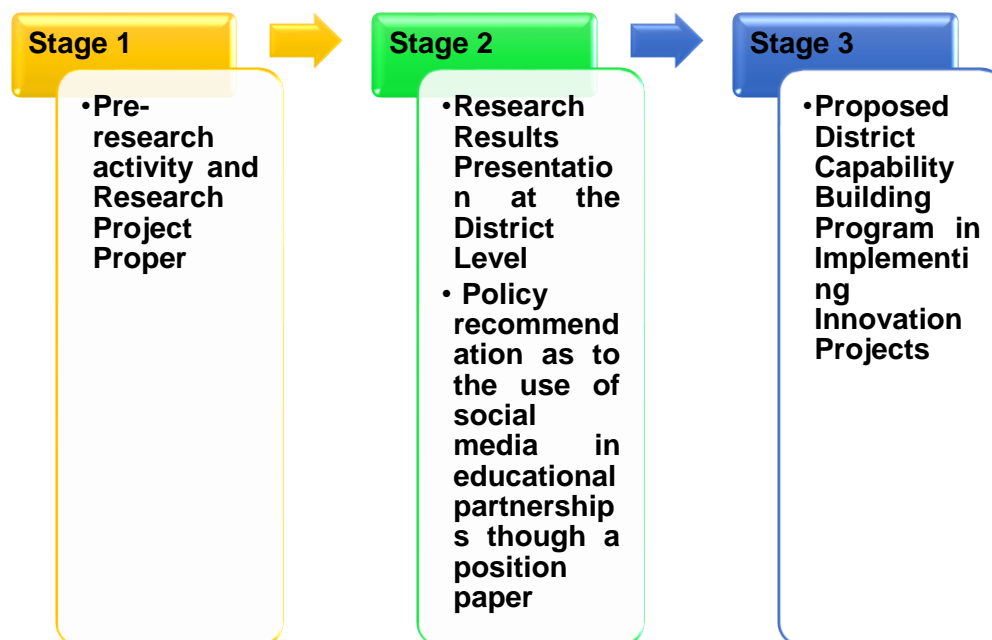 Stage 1
•Pre-
research
activity and
Research
Project
Proper
Stage 2
•Research
Results
Presentatio
n at the
District
Level
• Policy
recommend
ation as to
the use of
social
media in
educational
partnership
s though a
position
paper
Stage 3
•Proposed
District
Capability
Building
Program in
Implementi
ng
Innovation
Projects